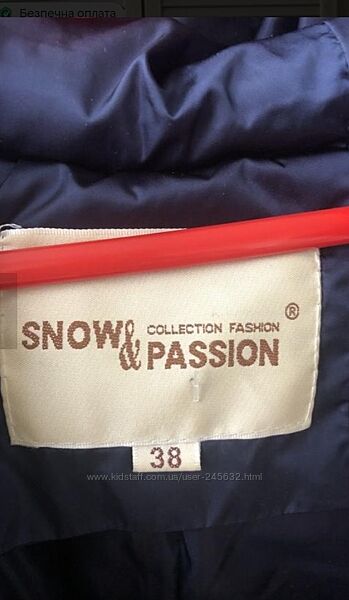 Безпечна оплата
SNOW & PASSION
COLLECTION FASHION ®
38
www.kidstaff.com.ua/user-245632.html